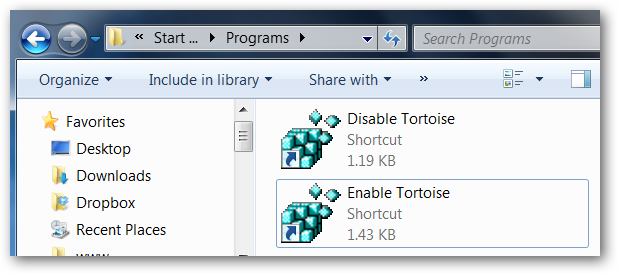 « Start ... Programs Search Programs
Organize Include in library Share with »
Favorites
Desktop
Downloads
Dropbox
Recent Places
Disable Tortoise
Shortcut
1.19 KB
Enable Tortoise
Shortcut
1.43 KB